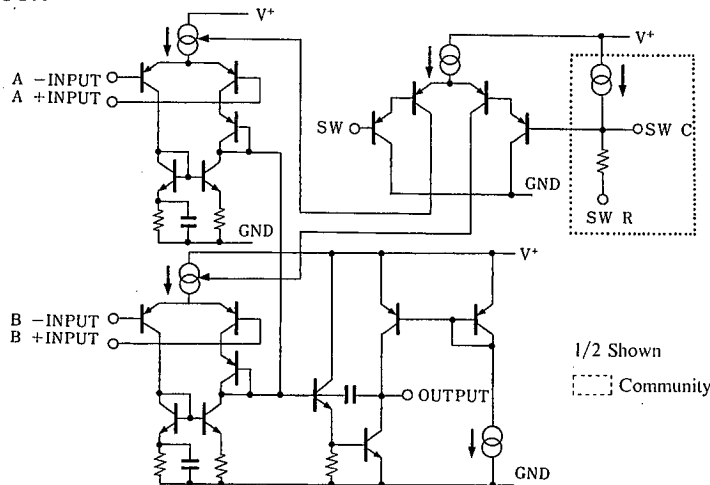 V+
A −INPUT
A +INPUT
GND
V+
SW
SW C
GND
SW R
V+
B −INPUT
B +INPUT
OUTPUT
GND
1/2 Shown
Community